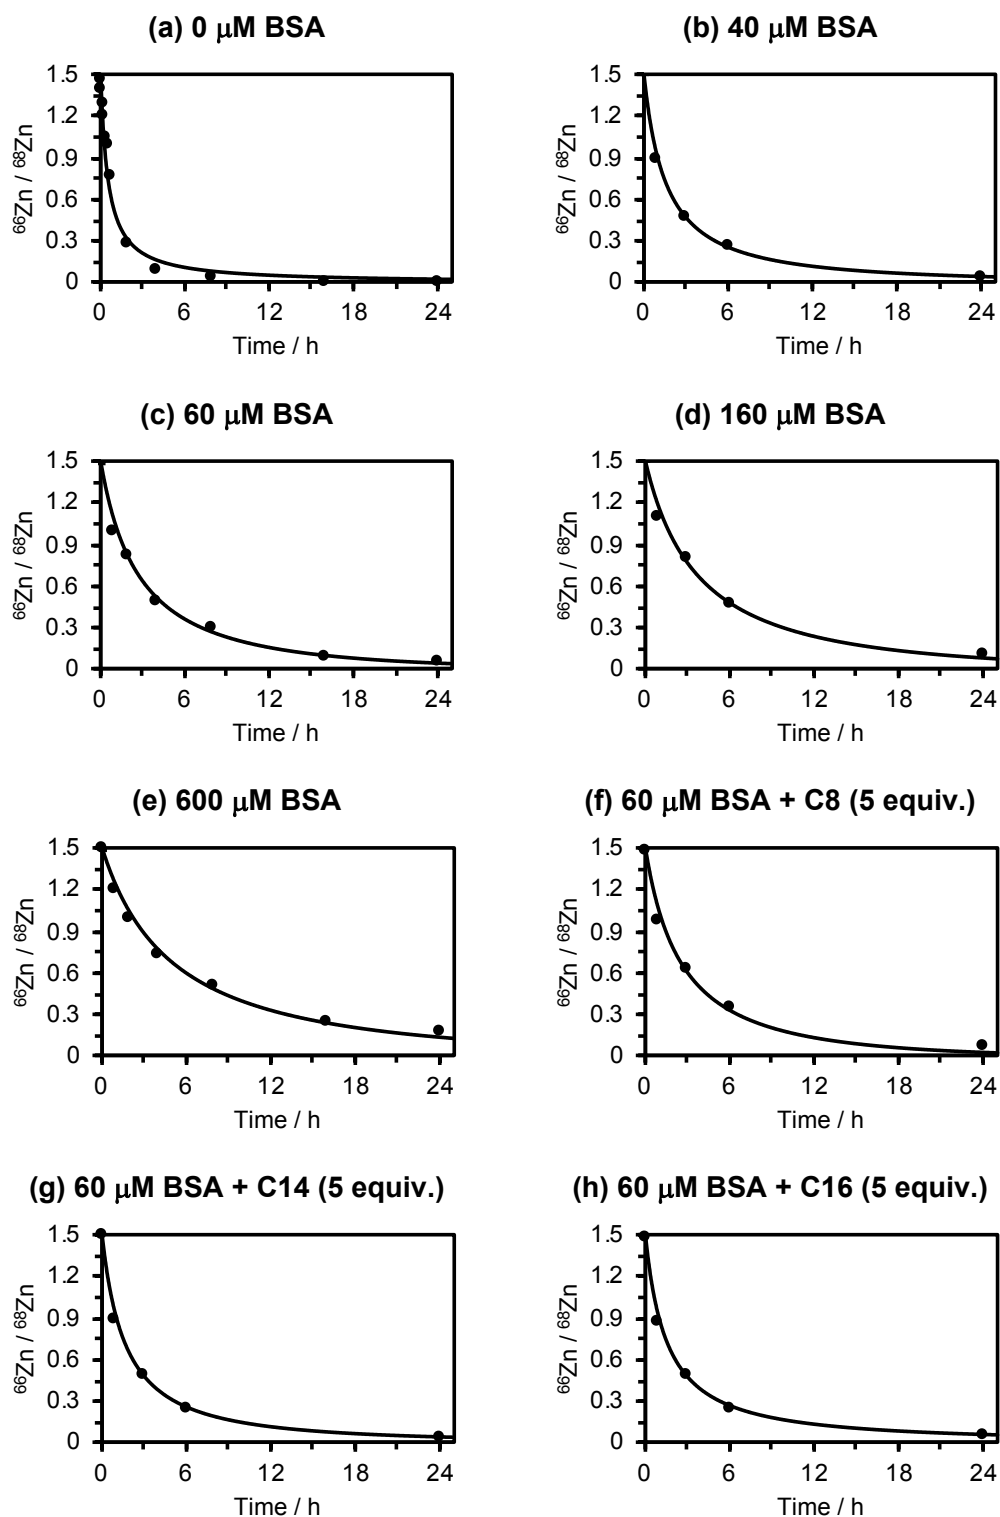 (a) 0 μM BSA
1.5
1.2
0.9
0.6
0.3
0
⁶⁶Zn / ⁶⁸Zn
0 6 12 18 24
Time / h
(b) 40 μM BSA
1.5
1.2
0.9
0.6
0.3
0
⁶⁶Zn / ⁶⁸Zn
0 6 12 18 24
Time / h
(c) 60 μM BSA
1.5
1.2
0.9
0.6
0.3
0
⁶⁶Zn / ⁶⁸Zn
0 6 12 18 24
Time / h
(d) 160 μM BSA
1.5
1.2
0.9
0.6
0.3
0
⁶⁶Zn / ⁶⁸Zn
0 6 12 18 24
Time / h
(e) 600 μM BSA
1.5
1.2
0.9
0.6
0.3
0
⁶⁶Zn / ⁶⁸Zn
0 6 12 18 24
Time / h
(f) 60 μM BSA + C8 (5 equiv.)
1.5
1.2
0.9
0.6
0.3
0
⁶⁶Zn / ⁶⁸Zn
0 6 12 18 24
Time / h
(g) 60 μM BSA + C14 (5 equiv.)
1.5
1.2
0.9
0.6
0.3
0
⁶⁶Zn / ⁶⁸Zn
0 6 12 18 24
Time / h
(h) 60 μM BSA + C16 (5 equiv.)
1.5
1.2
0.9
0.6
0.3
0
⁶⁶Zn / ⁶⁸Zn
0 6 12 18 24
Time / h